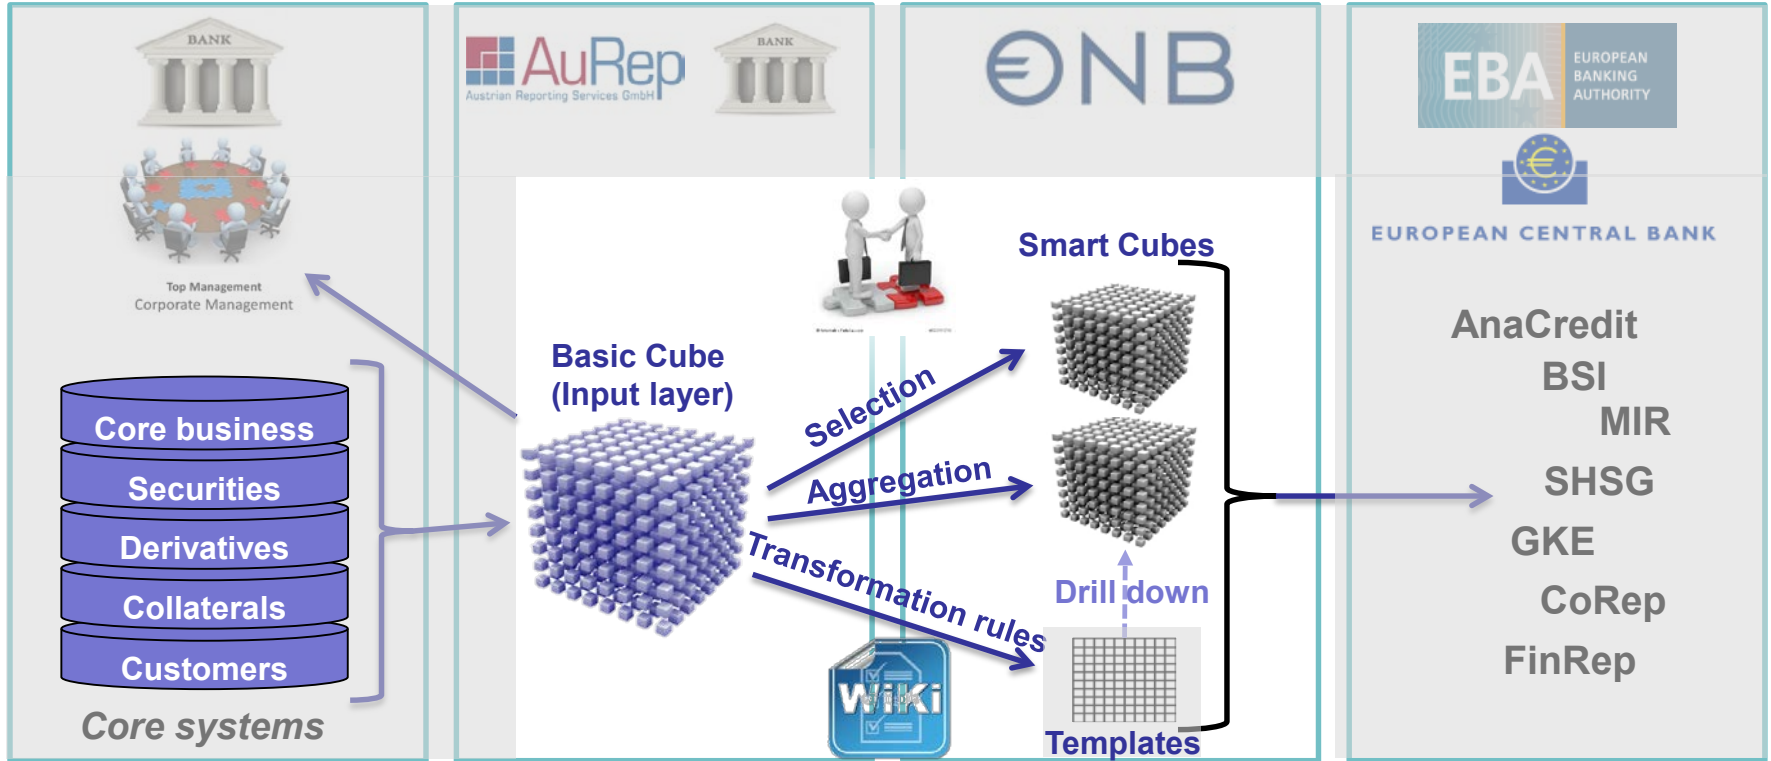 BANK
Top Management
Corporate Management
Core business
Securities
Derivatives
Collaterals
Customers
Core systems
AuRep
Austrian Reporting Services GmbH
BANK
Basic Cube
(Input layer)
Selection
Aggregation
Transformation rules
WiKi
ONB
Smart Cubes
Drill down
Templates
EBA
EUROPEAN
BANKING
AUTHORITY
EUROPEAN CENTRAL BANK
AnaCredit
BSI
MIR
SHSG
GKE
CoRep
FinRep